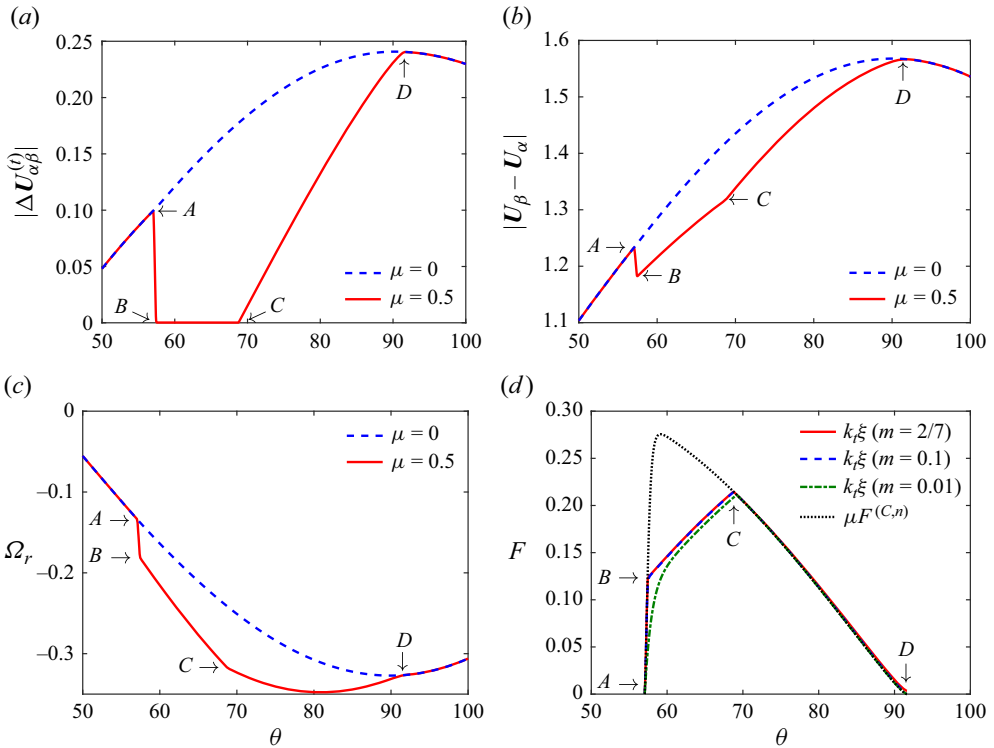 (a)
0.25
0.20
0.15
0.10
0.05
0
|ΔU_{αβ}^{(t)}|
A
B
C
D
μ = 0
μ = 0.5
50 60 70 80 90 100
(b)
1.6
1.5
1.4
1.3
1.2
1.1
|U_β – U_α|
A
B
C
D
μ = 0
μ = 0.5
50 60 70 80 90 100
(c)
0
–0.1
–0.2
–0.3
Ω_r
A
B
C
D
μ = 0
μ = 0.5
50 60 70 80 90 100
θ
(d)
0.30
0.25
0.20
0.15
0.10
0.05
0
F
A
B
C
D
k_tξ (m = 2/7)
k_tξ (m = 0.1)
k_tξ (m = 0.01)
μF^{(C,n)}
50 60 70 80 90 100
θ